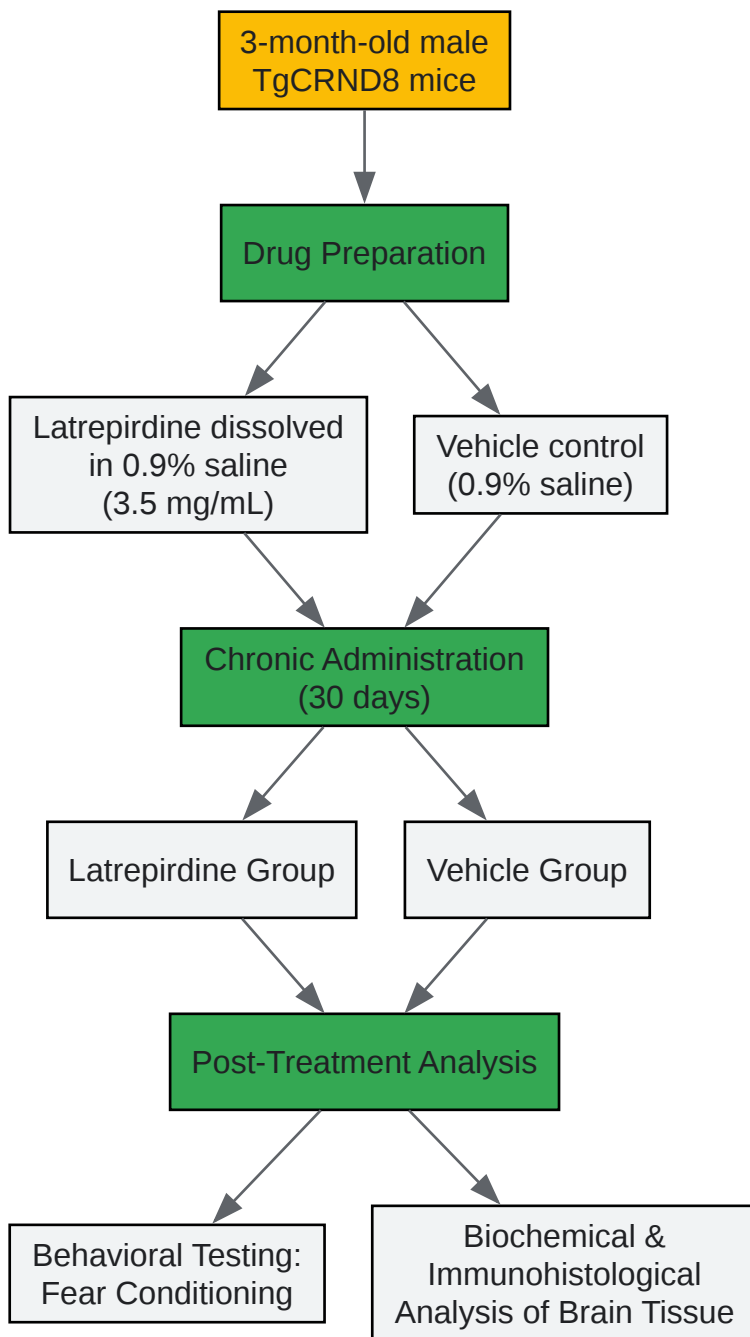 3-month-old male
TgCRND8 mice
Drug Preparation
Latrepirdine dissolved
in 0.9% saline
(3.5 mg/mL)
Vehicle control
(0.9% saline)
Chronic Administration
(30 days)
Latrepirdine Group
Vehicle Group
Post-Treatment Analysis
Behavioral Testing:
Fear Conditioning
Biochemical &
Immunohistological
Analysis of Brain Tissue